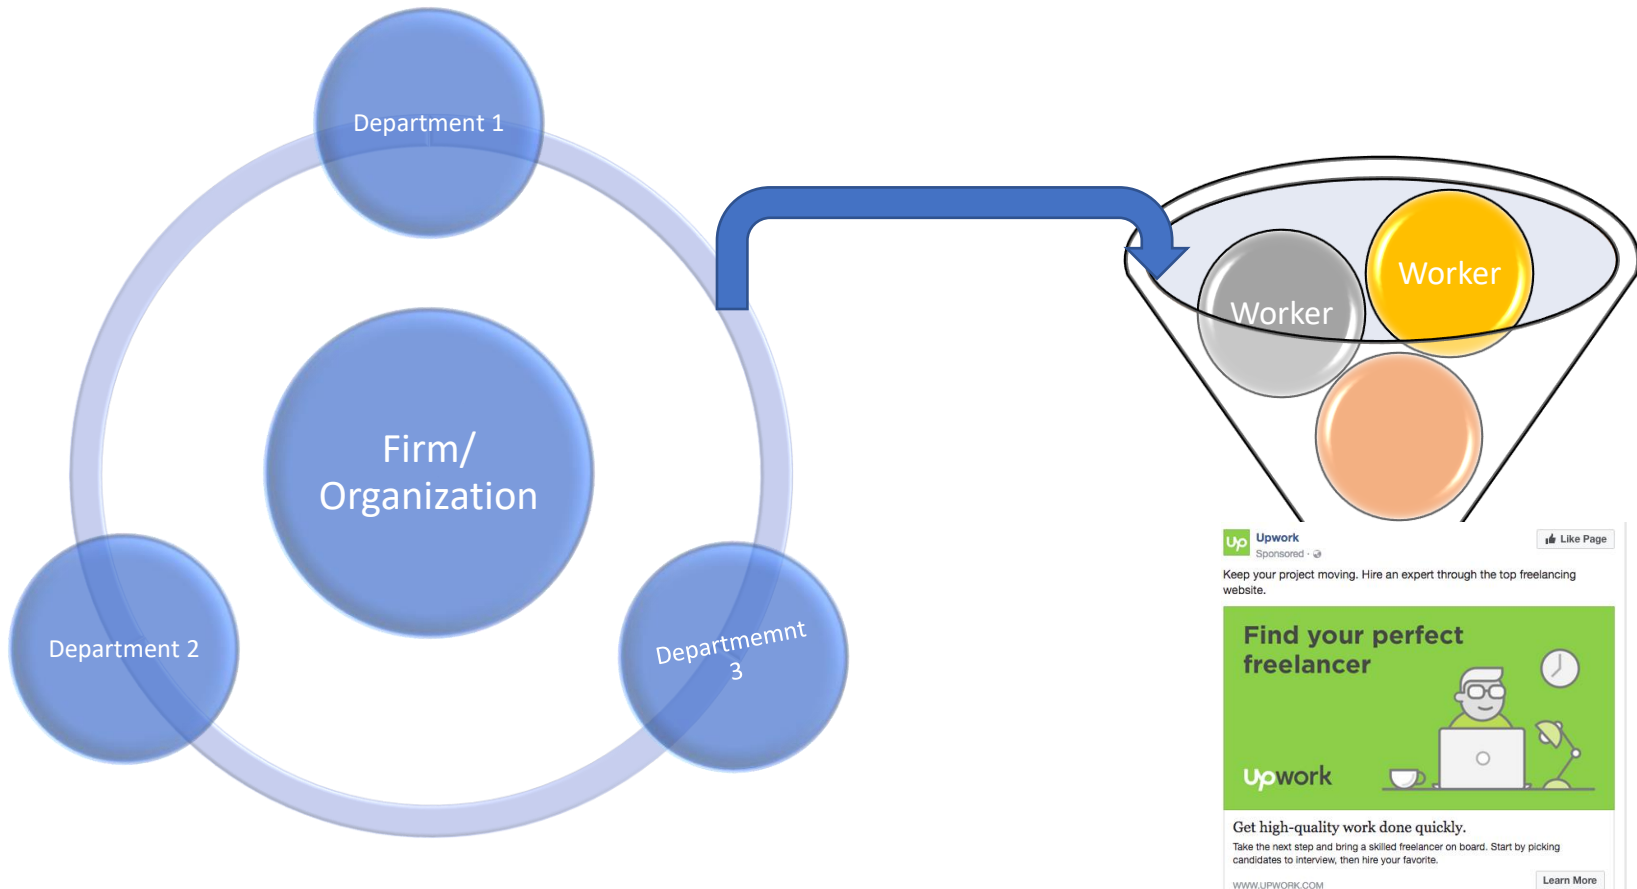 Department 1
Firm/
Organization
Department 2
Departmemnt
3
Worker
Worker
Up
Upwork
Sponsored ·
Like Page
Keep your project moving. Hire an expert through the top freelancing
website.
Find your perfect
freelancer
Upwork
Get high-quality work done quickly.
Take the next step and bring a skilled freelancer on board. Start by picking
candidates to interview, then hire your favorite.
WWW.UPWORK.COM
Learn More